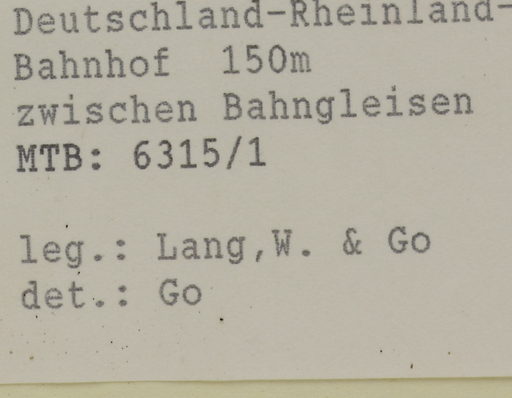 Deutschland-Rheinland-
Bahnhof 150m
zwischen Bahngleisen
MTB: 6315/1
leg.: Lang,W. & Go
det.: Go